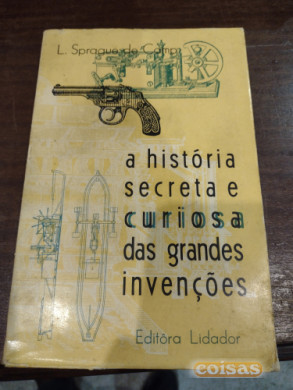 L. Sprague de Camp
a história
secreta e
curiosa
das grandes
invenções
Editôra Lidador
coisas